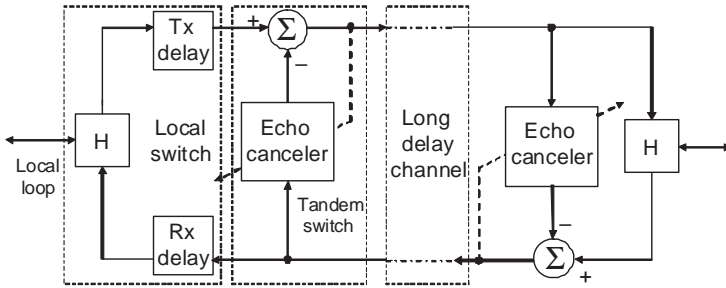 Tx
delay
+
Σ
−
H
Local
switch
Echo
canceler
Long
delay
channel
Echo
canceler
H
Local
loop
Tandem
switch
Rx
delay
−
Σ
+